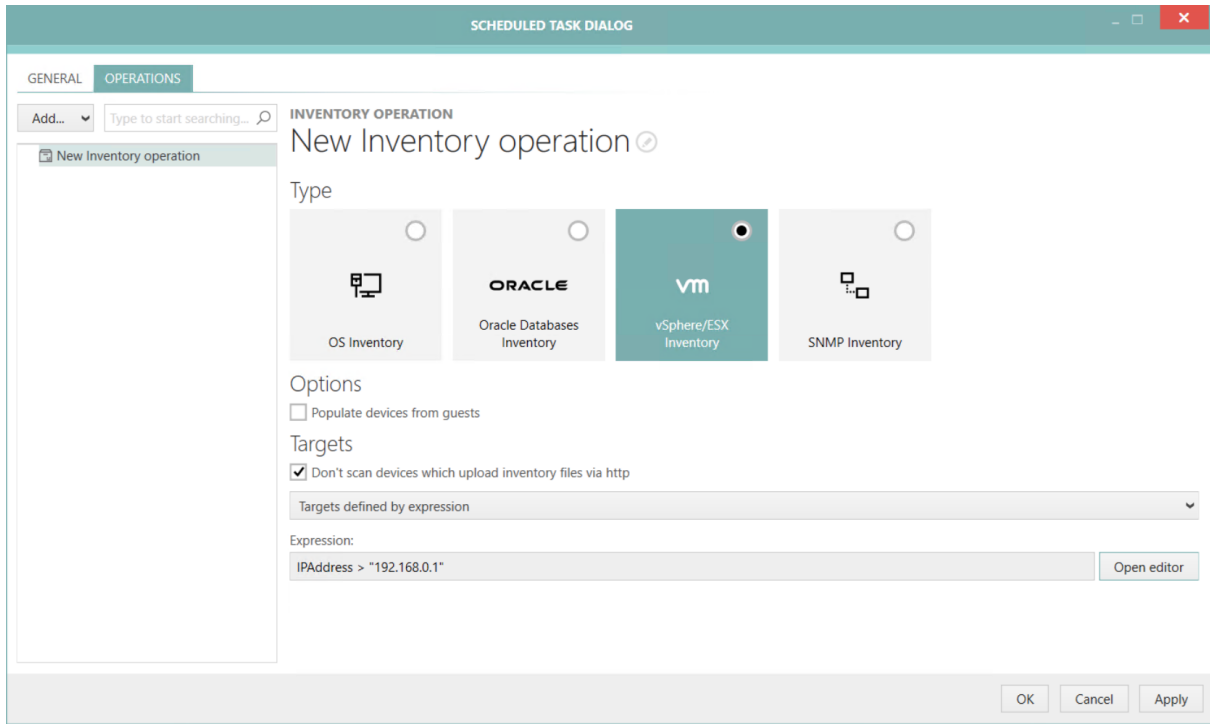 SCHEDULED TASK DIALOG
GENERAL OPERATIONS
Add... Type to start searching...
New Inventory operation
INVENTORY OPERATION
New Inventory operation
Type
OS Inventory
ORACLE
Oracle Databases
Inventory
vm
vSphere/ESX
Inventory
SNMP Inventory
Options
Populate devices from guests
Targets
Don't scan devices which upload inventory files via http
Targets defined by expression
Expression:
IPAddress > "192.168.0.1" Open editor
OK Cancel Apply